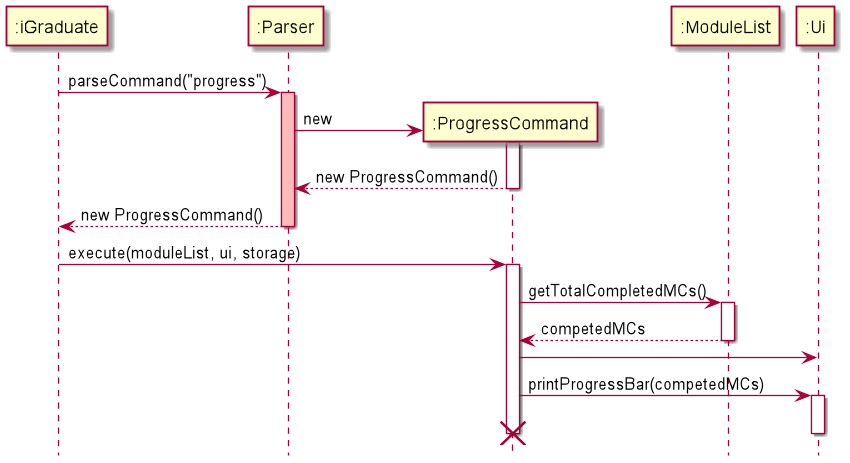 :iGraduate
:Parser
:ModuleList
:Ui
parseCommand("progress")
:ProgressCommand
new
new ProgressCommand()
new ProgressCommand()
execute(moduleList, ui, storage)
getTotalCompletedMCs()
competedMCs
printProgressBar(competedMCs)